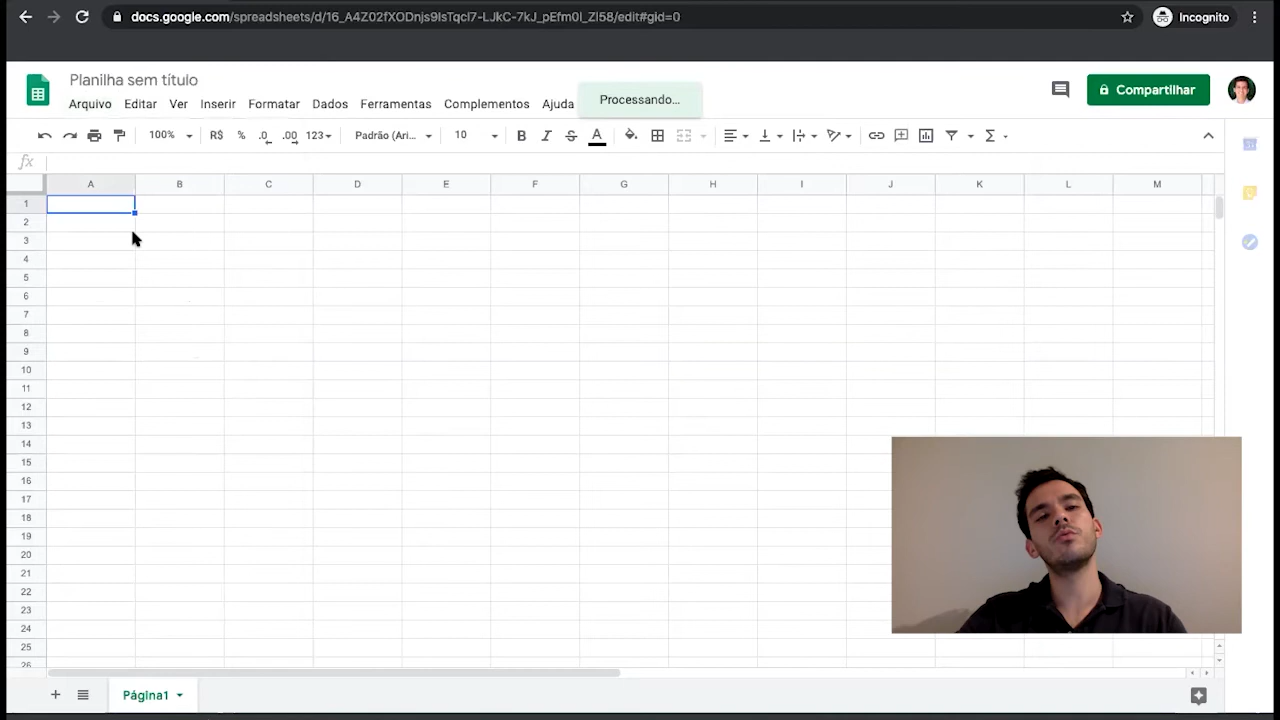 docs.google.com/spreadsheets/d/16_A4Z02fXODnjs9IsTqc37-LJkC-7kJ_pEfm0I_Zl58/edit#gid=0
Incognito
Planilha sem título
Arquivo Editar Ver Inserir Formatar Dados Ferramentas Complementos Ajuda
Processando...
Compartilhar
100% R$ % .0 .00 123 Padrão (Ari... 10 B I S A Σ
fx
A B C D E F G H I J K L M
1
2
3
4
5
6
7
8
9
10
11
12
13
14
15
16
17
18
19
20
21
22
23
24
25
26
Página1